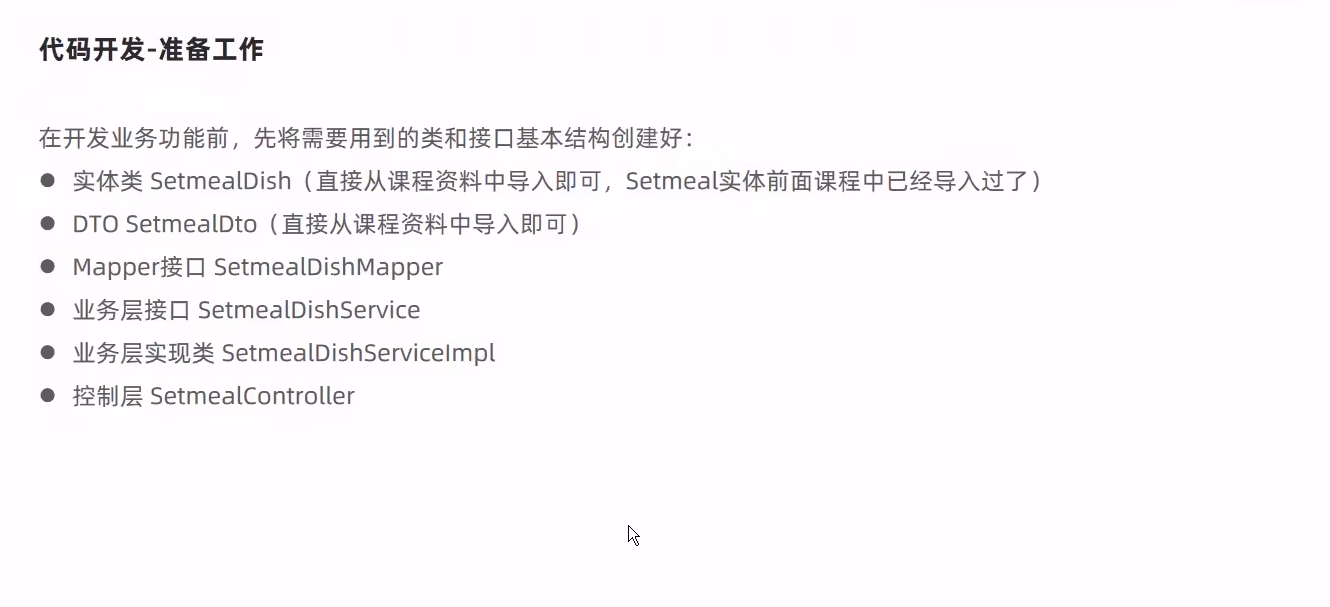 代码开发-准备工作
在开发业务功能前，先将需要用到的类和接口基本结构创建好：
● 实体类 SetmealDish（直接从课程资料中导入即可，Setmeal实体前面课程中已经导入过了）
● DTO SetmealDto（直接从课程资料中导入即可）
● Mapper接口 SetmealDishMapper
● 业务层接口 SetmealDishService
● 业务层实现类 SetmealDishServiceImpl
● 控制层 SetmealController